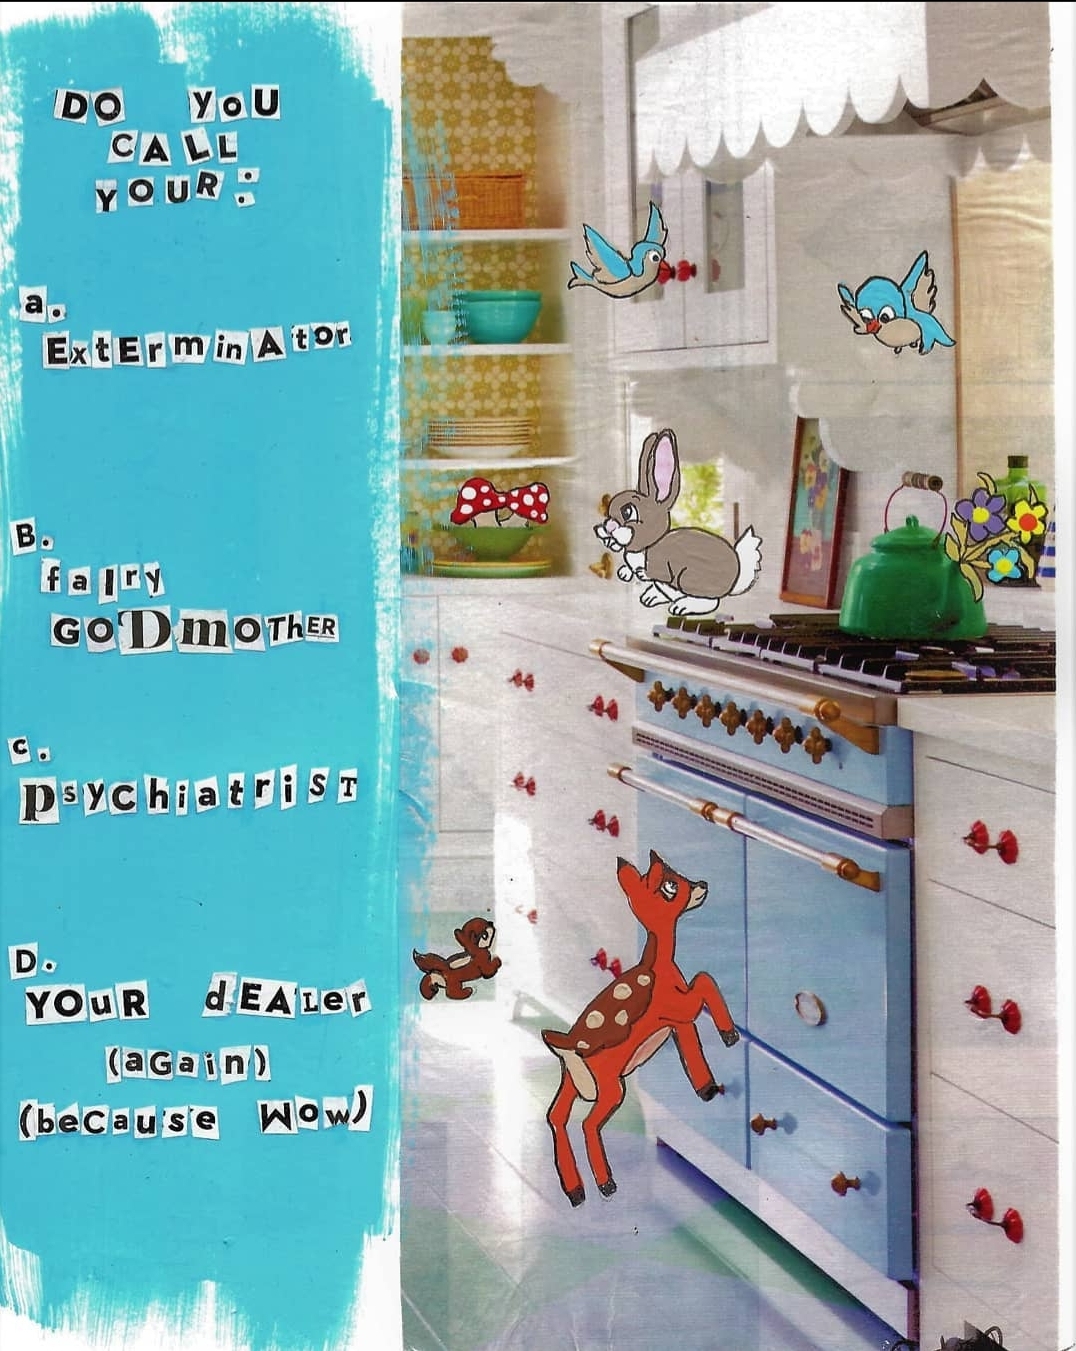 DO YoU
CALL
YOUR:
a.
ExtErminAtor
B.
faIry
GODmOThER
c.
psychiatrisT
D.
YOuR dEALer
(aGain)
(beCause Wow)